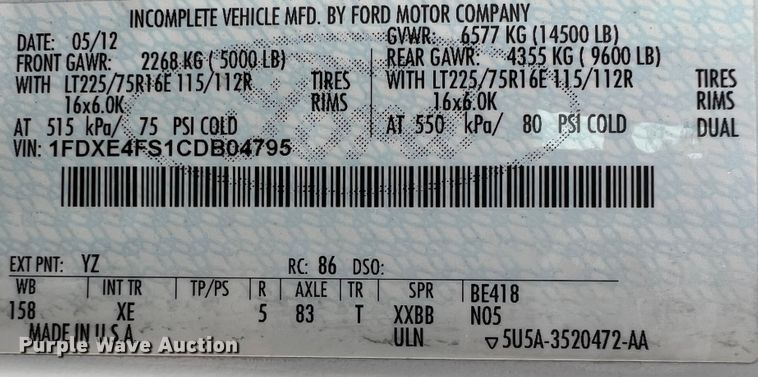 INCOMPLETE VEHICLE MFD. BY FORD MOTOR COMPANY
DATE: 05/12 GVWR: 6577 KG (14500 LB)
FRONT GAWR: 2268 KG ( 5000 LB) REAR GAWR: 4355 KG ( 9600 LB)
WITH LT225/75R16E 115/112R TIRES WITH LT225/75R16E 115/112R TIRES
16x6.0K RIMS 16x6.0K RIMS
AT 515 kPa/ 75 PSI COLD AT 550 kPa/ 80 PSI COLD DUAL
VIN: 1FDXE4FS1CDB04795
EXT PNT: YZ RC: 86 DSO:
WB INT TR TP/PS R AXLE TR SPR BE418
158 XE 5 83 T XXBB N05
MADE IN U.S.A. ULN ▽5U5A-3520472-AA
Purple Wave Auction